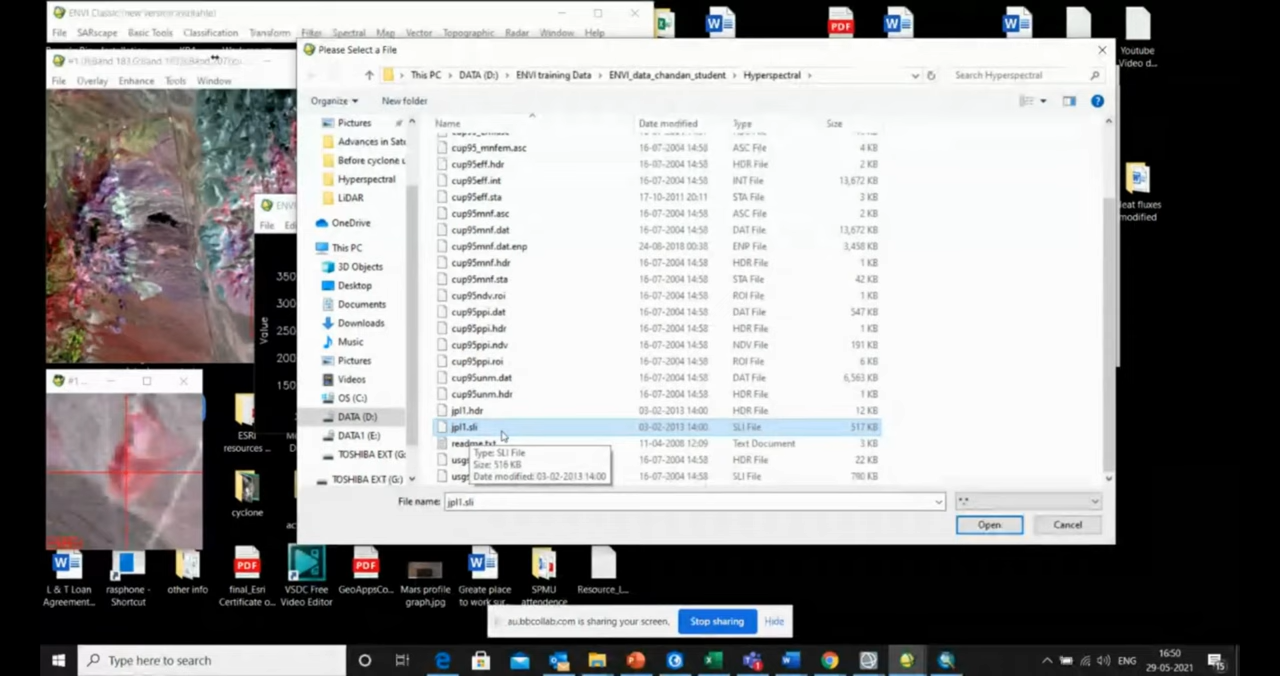 File SARscape Basic Tools Classification Transform Filter Spectral Map Vector Topographic Radar Window Help
File Overlay Enhance Tools Window
Please Select a File
This PC > DATA (D:) > ENVI training Data > ENVI_data_chandan_student > Hyperspectral >
Search Hyperspectral
Organize
New folder
Name Date modified Type Size
cup95_mnfem.asc 16-07-2004 14:58 ASC File 4 KB
cup95eff.hdr 16-07-2004 14:58 HDR File 2 KB
cup95eff.int 16-07-2004 14:58 INT File 13,672 KB
cup95eff.sta 17-10-2011 20:11 STA File 3 KB
cup95mnf.asc 16-07-2004 14:58 ASC File 2 KB
cup95mnf.dat 16-07-2004 14:58 DAT File 13,672 KB
cup95mnf.dat.enp 24-08-2018 00:38 ENP File 3,458 KB
cup95mnf.hdr 16-07-2004 14:58 HDR File 1 KB
cup95mnf.sta 16-07-2004 14:58 STA File 42 KB
cup95ndv.roi 16-07-2004 14:58 ROI File 1 KB
cup95ppi.dat 16-07-2004 14:58 DAT File 547 KB
cup95ppi.hdr 16-07-2004 14:58 HDR File 1 KB
cup95ppi.ndv 16-07-2004 14:58 NDV File 191 KB
cup95ppi.roi 16-07-2004 14:58 ROI File 6 KB
cup95unm.dat 16-07-2004 14:58 DAT File 6,563 KB
cup95unm.hdr 16-07-2004 14:58 HDR File 1 KB
jpl1.hdr 03-02-2013 14:00 HDR File 12 KB
jpl1.sli 03-02-2013 14:00 SLI File 517 KB
readme.txt 11-04-2008 12:09 Text Document 3 KB
usg 16-07-2004 14:58 HDR File 22 KB
usg 16-07-2004 14:58 SLI File 790 KB
Type: SLI File
Size: 516 KB
Date modified: 03-02-2013 14:00
Pictures
Advances in Satu
Before cyclone u
Hyperspectral
LiDAR
OneDrive
This PC
3D Objects
Desktop
Documents
Downloads
Music
Pictures
Videos
OS (C:)
DATA (D:)
DATA1 (E:)
TOSHIBA EXT (G:
TOSHIBA EXT (G:)
File name: jpl1.sli
*.*
Open
Cancel
ENVI
File
Value
350
300
250
200
150
#1
ESRI
resources ...
cyclone
Youtube
Video d...
eat fluxes
modified
L & T Loan
Agreement...
rasphone -
Shortcut
other info
final_Esri
Certificate o...
VSDC Free
Video Editor
GeoAppsCo...
Mars profile
graph.jpg
Greate place
to work sur...
SPMU
attendence
Resource_I...
au.bbcollab.com is sharing your screen.
Stop sharing
Hide
Type here to search
ENG
16:50
29-05-2021
15